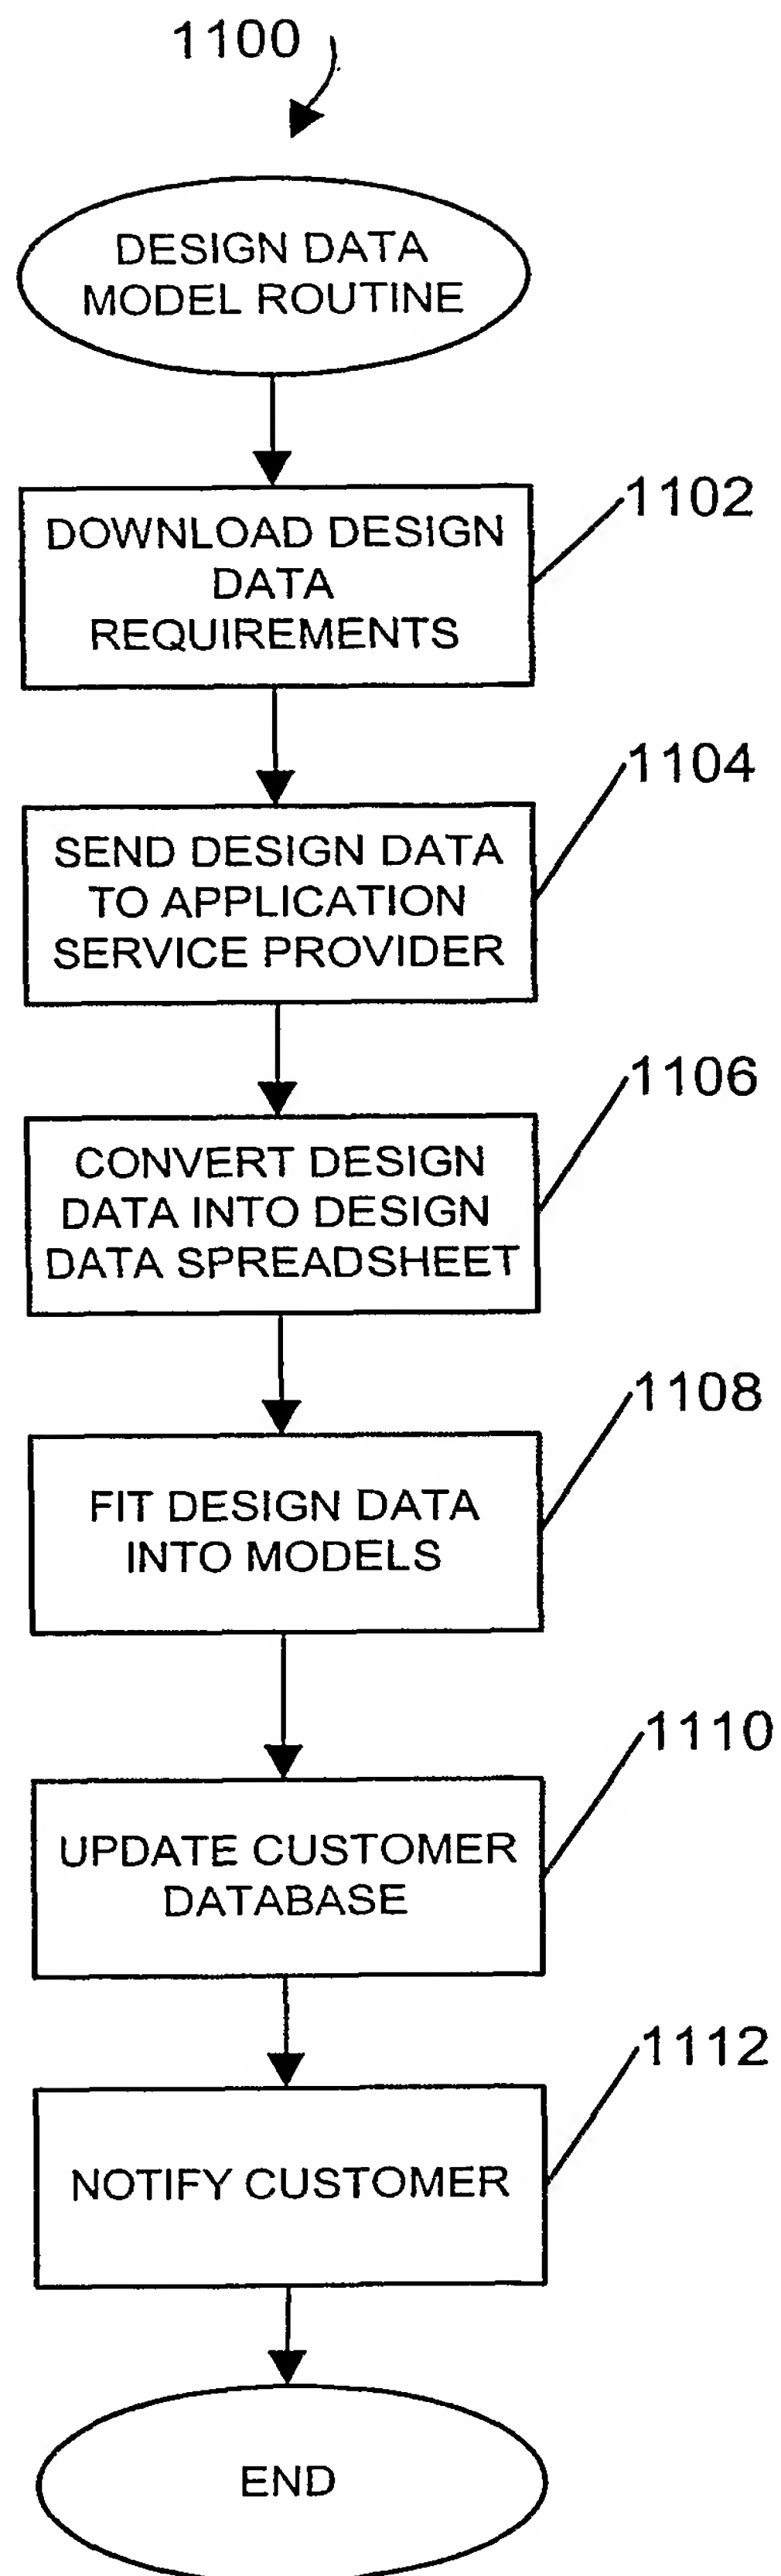 1100
DESIGN DATA
MODEL ROUTINE
1102
DOWNLOAD DESIGN
DATA
REQUIREMENTS
1104
SEND DESIGN DATA
TO APPLICATION
SERVICE PROVIDER
1106
CONVERT DESIGN
DATA INTO DESIGN
DATA SPREADSHEET
1108
FIT DESIGN DATA
INTO MODELS
1110
UPDATE CUSTOMER
DATABASE
1112
NOTIFY CUSTOMER
END